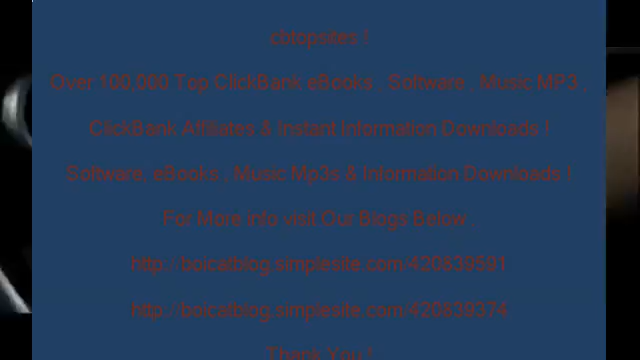 cbtopsites !
Over 100,000 Top ClickBank eBooks , Software , Music MP3 ,
ClickBank Affiliates & Instant Information Downloads !
Software, eBooks , Music Mp3s & Information Downloads !
For More info visit Our Blogs Below :
http://boicatblog.simplesite.com/420839591
http://boicatblog.simplesite.com/420839374
Thank You !